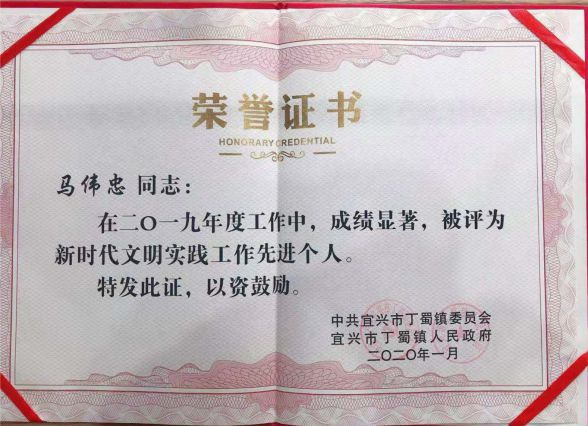 荣誉证书
HONORARY CREDENTIAL
马伟忠 同志：
在二〇一九年度工作中，成绩显著，被评为
新时代文明实践工作先进个人。
特发此证，以资鼓励。
中共宜兴市丁蜀镇委员会
宜兴市丁蜀镇人民政府
二〇二〇年一月